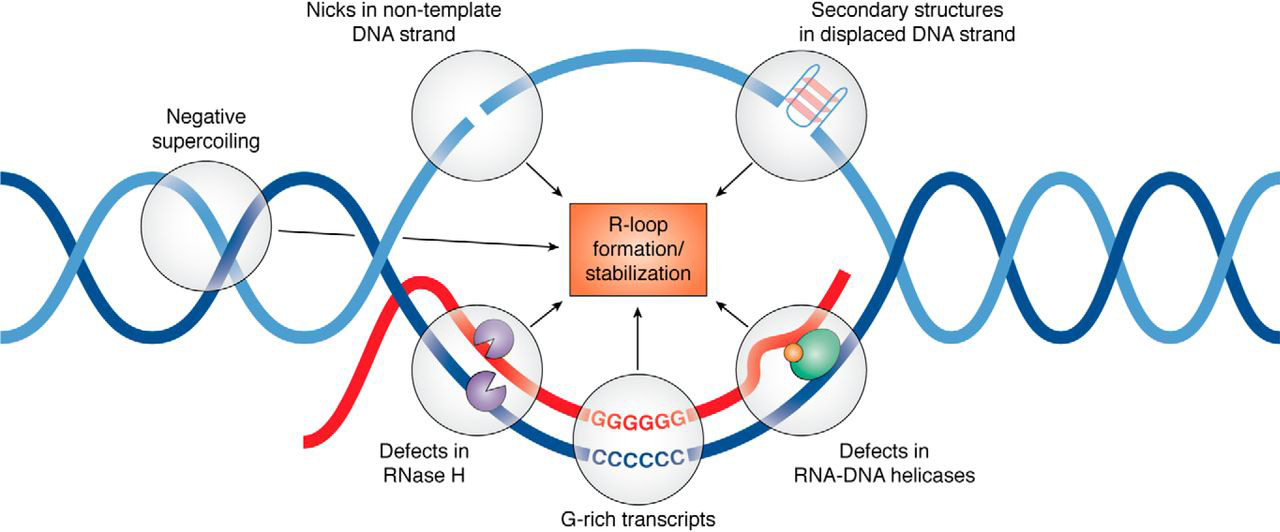 Nicks in non-template
DNA strand
Secondary structures
in displaced DNA strand
Negative
supercoiling
R-loop
formation/
stabilization
GGGGGG
CCCCCC
Defects in
RNase H
Defects in
RNA-DNA helicases
G-rich transcripts